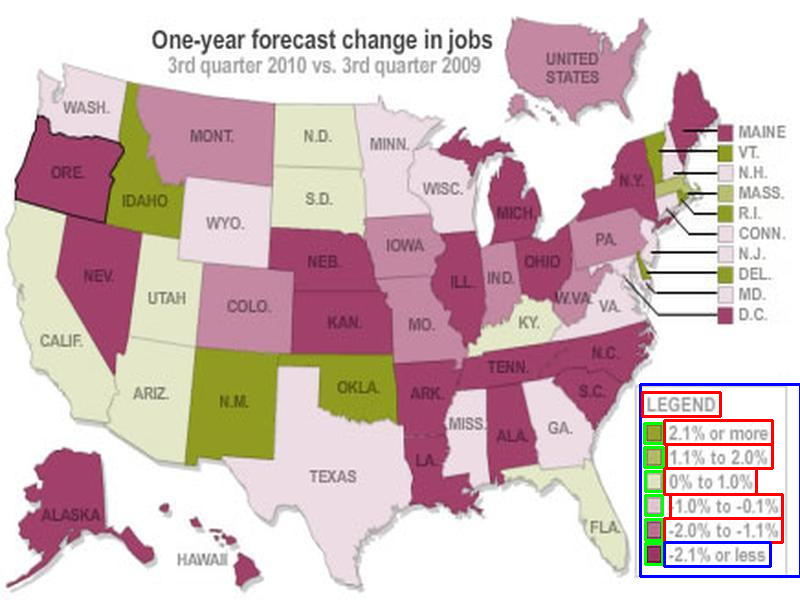 One-year forecast change in jobs
3rd quarter 2010 vs. 3rd quarter 2009
UNITED
STATES
WASH.
MONT.
N.D.
MINN.
ORE.
IDAHO
S.D.
WISC.
WYO.
MICH.
N.Y.
MAINE
VT.
N.H.
MASS.
R.I.
CONN.
N.J.
DEL.
MD.
D.C.
NEV.
UTAH
COLO.
NEB.
IOWA
ILL.
IND.
OHIO
PA.
W.VA
VA.
CALIF.
KAN.
MO.
KY.
ARIZ.
N.M.
OKLA.
ARK.
TENN.
N.C.
S.C.
TEXAS
LA.
MISS.
ALA.
GA.
FLA.
ALASKA
HAWAII
LEGEND
2.1% or more
1.1% to 2.0%
0% to 1.0%
-1.0% to -0.1%
-2.0% to -1.1%
-2.1% or less